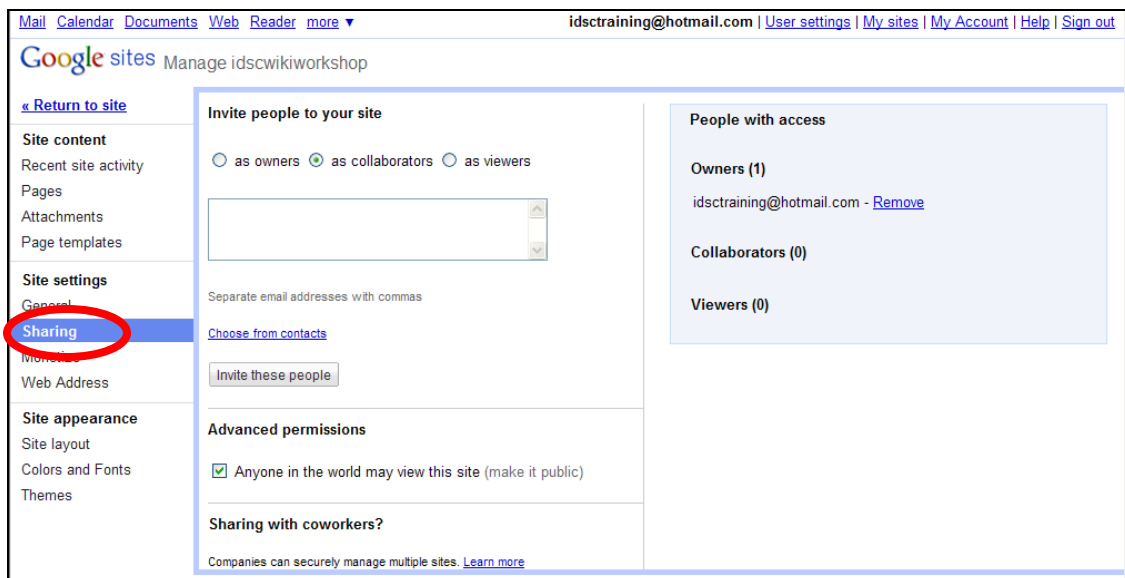 Mail Calendar Documents Web Reader more ▼ idsctraining@hotmail.com | User settings | My sites | My Account | Help | Sign out
Google sites Manage idscwikiworkshop
« Return to site
Site content
Recent site activity
Pages
Attachments
Page templates
Site settings
General
Sharing
Monetize
Web Address
Site appearance
Site layout
Colors and Fonts
Themes
Invite people to your site
as owners as collaborators as viewers
Separate email addresses with commas
Choose from contacts
Invite these people
Advanced permissions
Anyone in the world may view this site (make it public)
Sharing with coworkers?
Companies can securely manage multiple sites. Learn more
People with access
Owners (1)
idsctraining@hotmail.com - Remove
Collaborators (0)
Viewers (0)